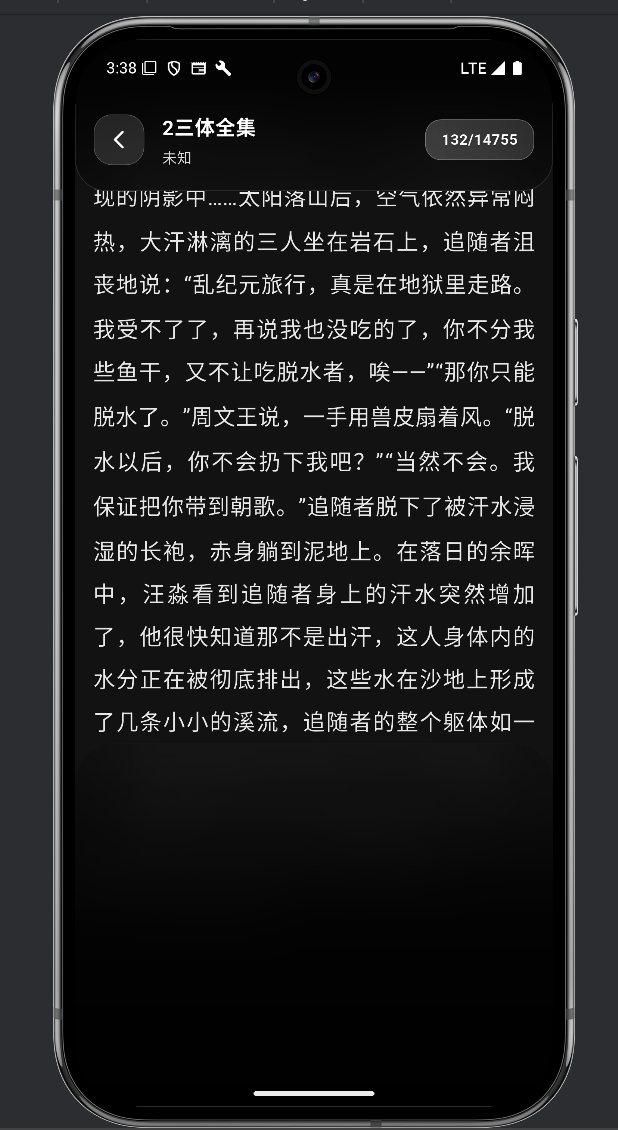 3:38
LTE
2三体全集
未知
132/14755
现的阴影中……太阳落山后，空气依然异常闷
热，大汗淋漓的三人坐在岩石上，追随者沮
丧地说：“乱纪元旅行，真是在地狱里走路。
我受不了了，再说我也没吃的了，你不分我
些鱼干，又不让吃脱水者，唉——”“那你只能
脱水了。”周文王说，一手用兽皮扇着风。“脱
水以后，你不会扔下我吧？”“当然不会。我
保证把你带到朝歌。”追随者脱下了被汗水浸
湿的长袍，赤身躺到泥地上。在落日的余晖
中，汪淼看到追随者身上的汗水突然增加
了，他很快知道那不是出汗，这人身体内的
水分正在被彻底排出，这些水在沙地上形成
了几条小小的溪流，追随者的整个躯体如一